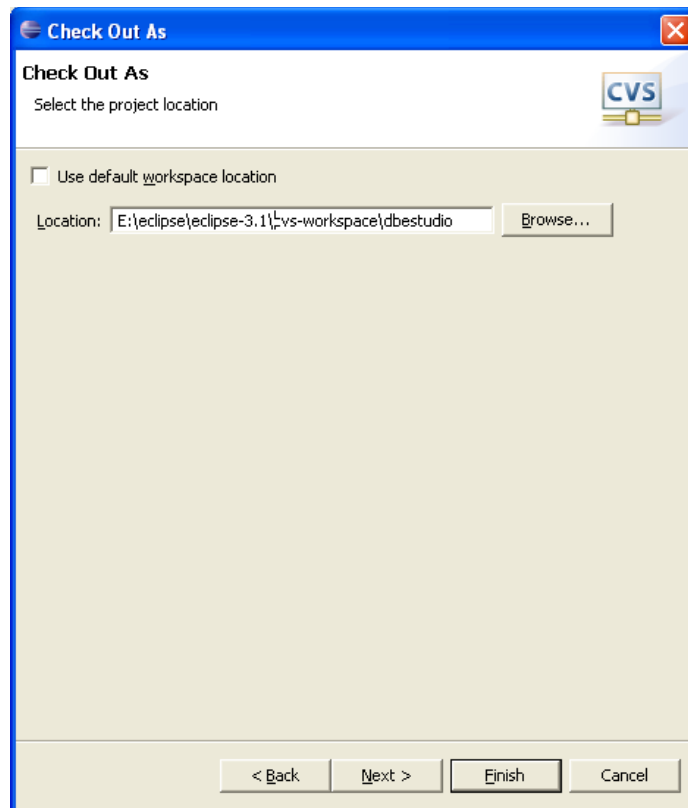 Check Out As
Check Out As
Select the project location
CVS
Use default workspace location
Location: E:\eclipse\eclipse-3.1\cvs-workspace\dbestudio Browse...
< Back Next > Finish Cancel